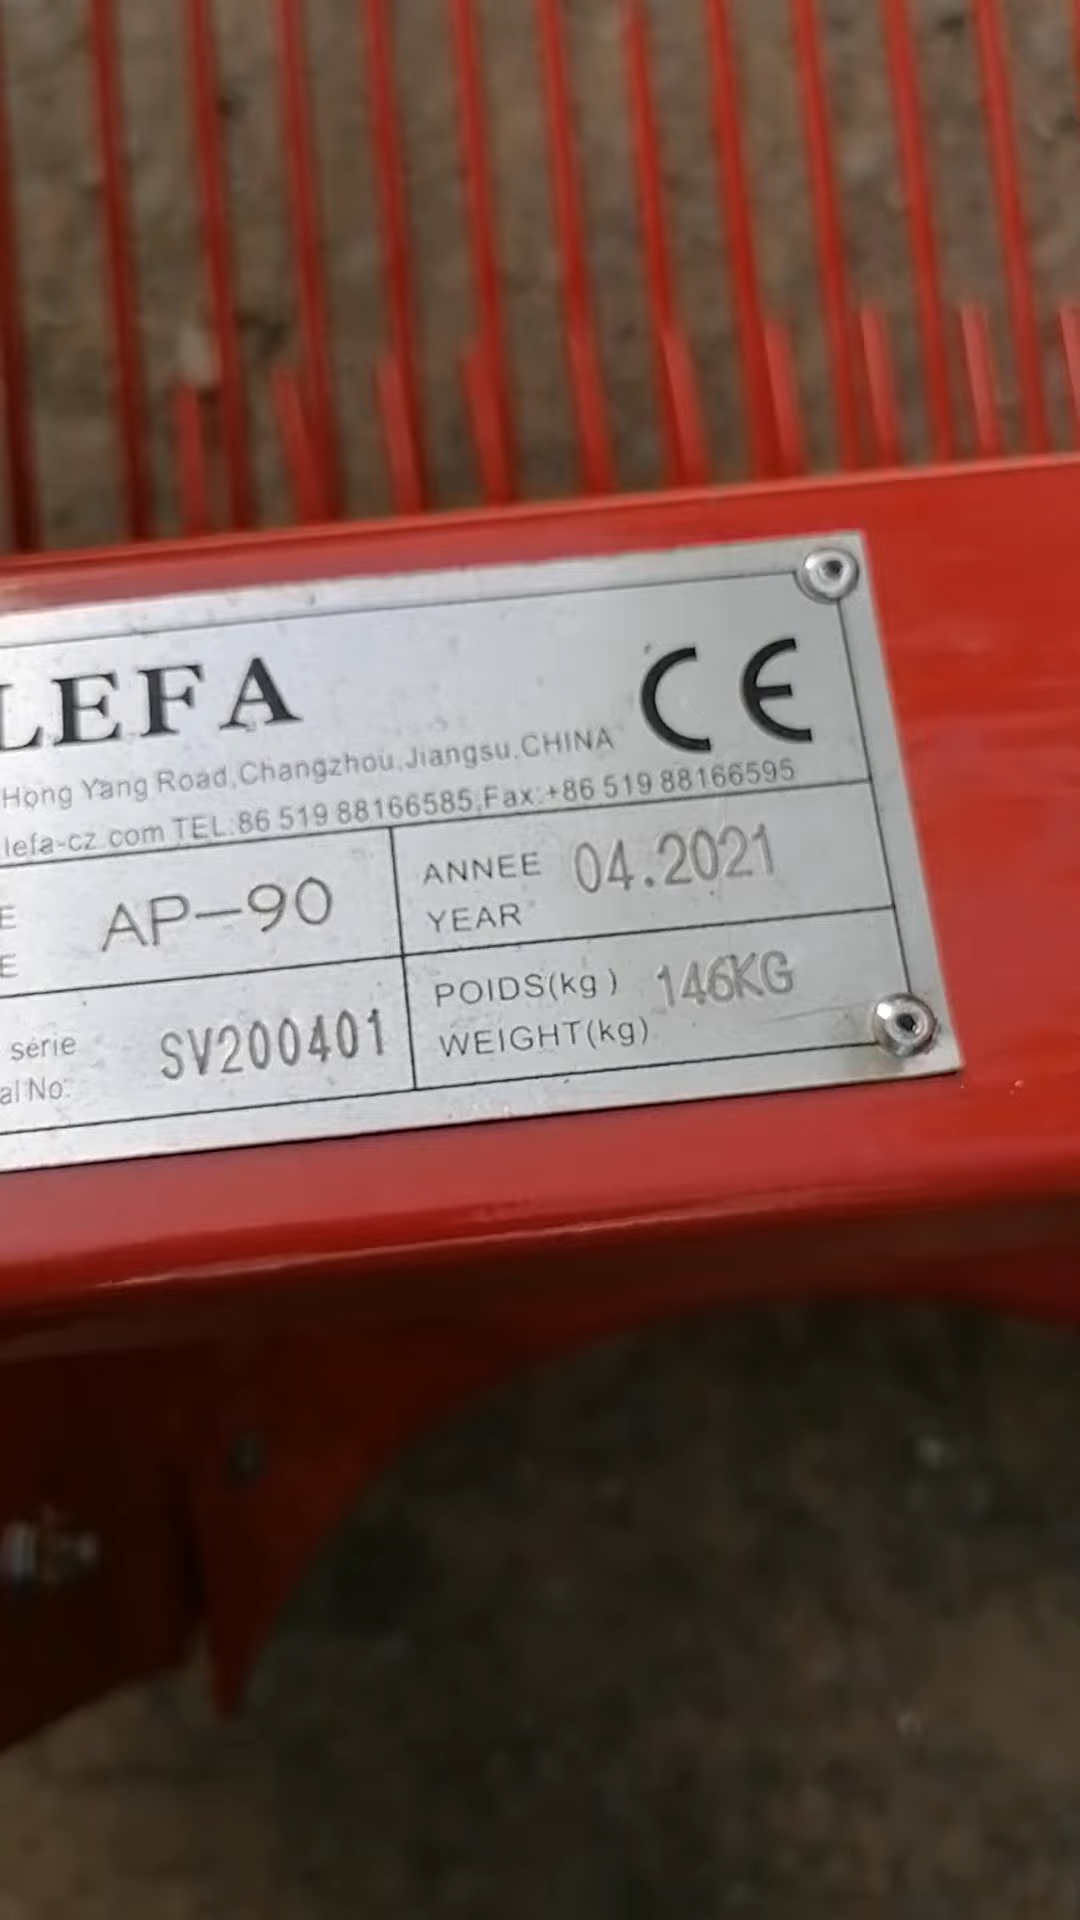 LEFA
CE
Hong Yang Road,Changzhou,Jiangsu.CHINA
lefa-cz.com TEL:86 519 88166585,Fax:+86 519 88166595
E
E
AP-90
ANNEE
YEAR
04.2021
série
al No:
SV200401
POIDS(kg)
WEIGHT(kg)
146KG